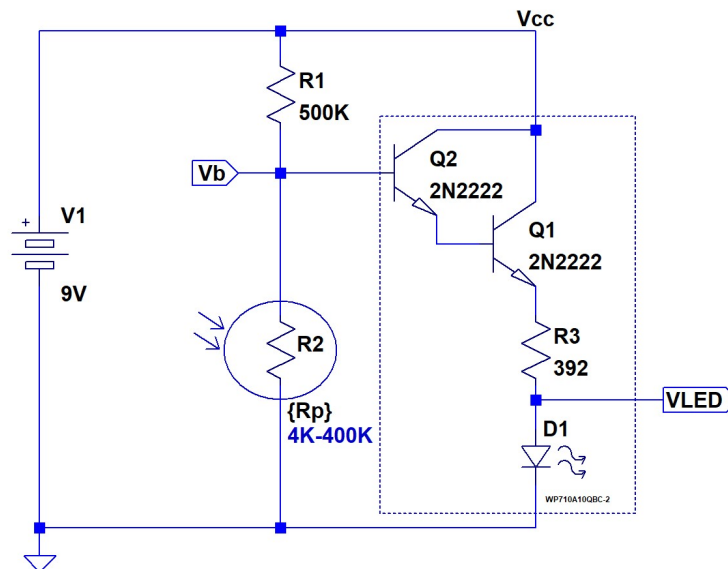 Vcc
R1
500K
Vb
Q2
2N2222
Q1
2N2222
+
V1
9V
R2
{Rp}
4K-400K
R3
392
VLED
D1
WP710A10QBC-2